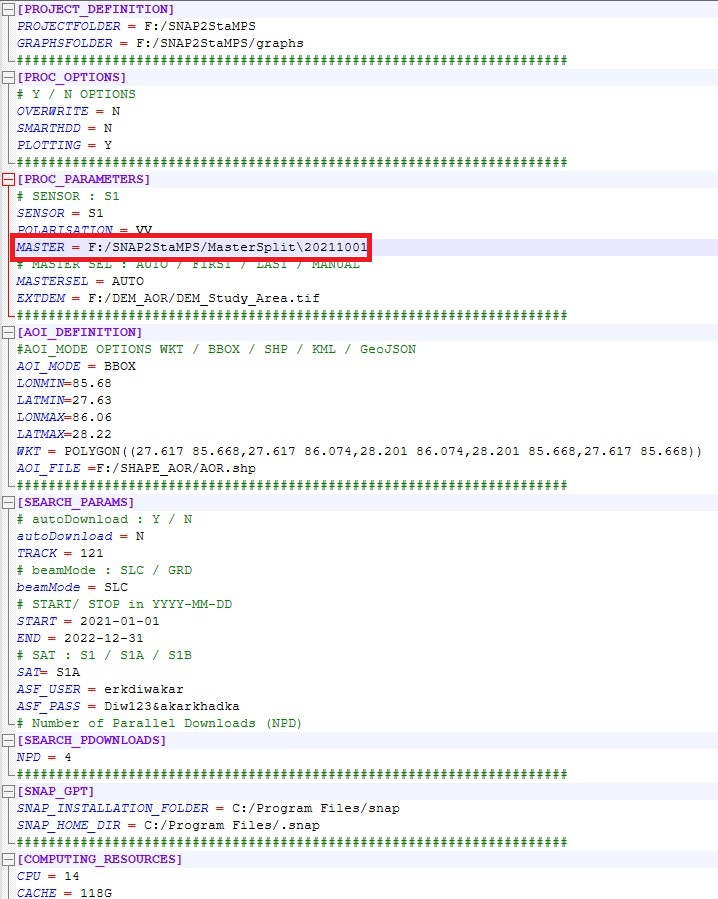 [PROJECT_DEFINITION]
PROJECTFOLDER = F:/SNAP2StaMPS
GRAPHSFOLDER = F:/SNAP2StaMPS/graphs
#####################################################################
[PROC_OPTIONS]
# Y / N OPTIONS
OVERWRITE = N
SMARTHDD = N
PLOTTING = Y
#####################################################################
[PROC_PARAMETERS]
# SENSOR : S1
SENSOR = S1
POLARISATION = VV
MASTER = F:/SNAP2StaMPS/MasterSplit\20211001
# MASTER SEL : AUTO / FIRST / LAST / MANUAL
MASTERSEL = AUTO
EXTDEM = F:/DEM_AOR/DEM_Study_Area.tif
#####################################################################
[AOI_DEFINITION]
#AOI_MODE OPTIONS WKT / BBOX / SHP / KML / GeoJSON
AOI_MODE = BBOX
LONMIN=85.68
LATMIN=27.63
LONMAX=86.06
LATMAX=28.22
WKT = POLYGON((27.617 85.668,27.617 86.074,28.201 86.074,28.201 85.668,27.617 85.668))
AOI_FILE =F:/SHAPE_AOR/AOR.shp
#####################################################################
[SEARCH_PARAMS]
# autoDownload : Y / N
autoDownload = N
TRACK = 121
# beamMode : SLC / GRD
beamMode = SLC
# START/ STOP in YYYY-MM-DD
START = 2021-01-01
END = 2022-12-31
# SAT : S1 / S1A / S1B
SAT= S1A
ASF_USER = erkdiwakar
ASF_PASS = Diw123&akarkhadka
# Number of Parallel Downloads (NPD)
[SEARCH_PDOWNLOADS]
NPD = 4
#####################################################################
[SNAP_GPT]
SNAP_INSTALLATION_FOLDER = C:/Program Files/snap
SNAP_HOME_DIR = C:/Program Files/.snap
#####################################################################
[COMPUTING_RESOURCES]
CPU = 14
CACHE = 118G